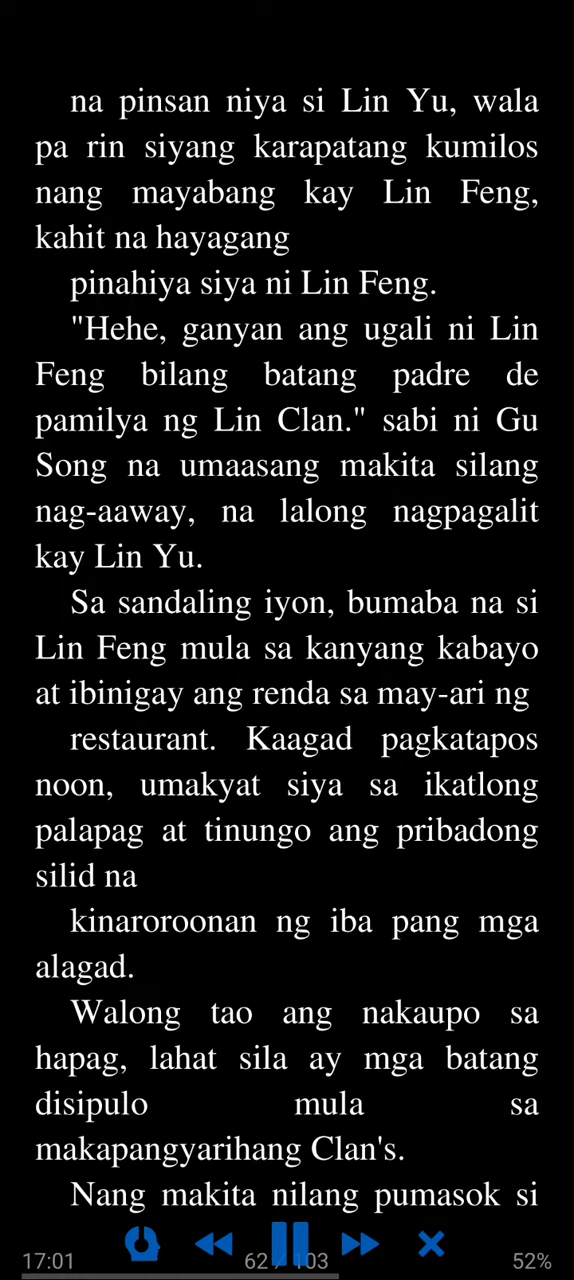 na pinsan niya si Lin Yu, wala
pa rin siyang karapatang kumilos
nang mayabang kay Lin Feng,
kahit na hayagang
pinahiya siya ni Lin Feng.
"Hehe, ganyan ang ugali ni Lin
Feng bilang batang padre de
pamilya ng Lin Clan." sabi ni Gu
Song na umaasang makita silang
nag-aaway, na lalong nagpagalit
kay Lin Yu.
Sa sandaling iyon, bumaba na si
Lin Feng mula sa kanyang kabayo
at ibinigay ang renda sa may-ari ng
restaurant. Kaagad pagkatapos
noon, umakyat siya sa ikatlong
palapag at tinungo ang pribadong
silid na
kinaroroonan ng iba pang mga
alagad.
Walong tao ang nakaupo sa
hapag, lahat sila ay mga batang
disipulo mula sa
makapangyarihang Clan's.
Nang makita nilang pumasok si
17:01 62 / 103 52%